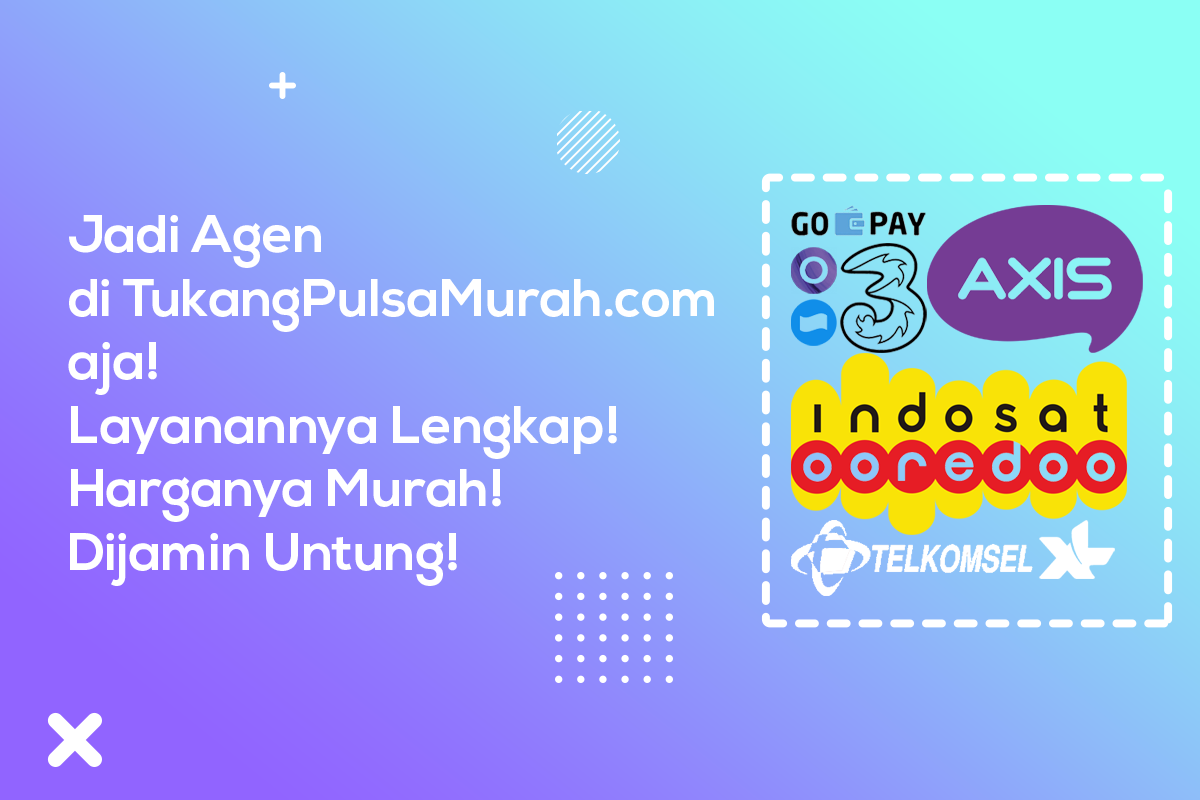 Jadi Agen
di TukangPulsaMurah.com
aja!
Layanannya Lengkap!
Harganya Murah!
Dijamin Untung!
GO PAY
3
AXIS
indosat
ooredoo
TELKOMSEL XL